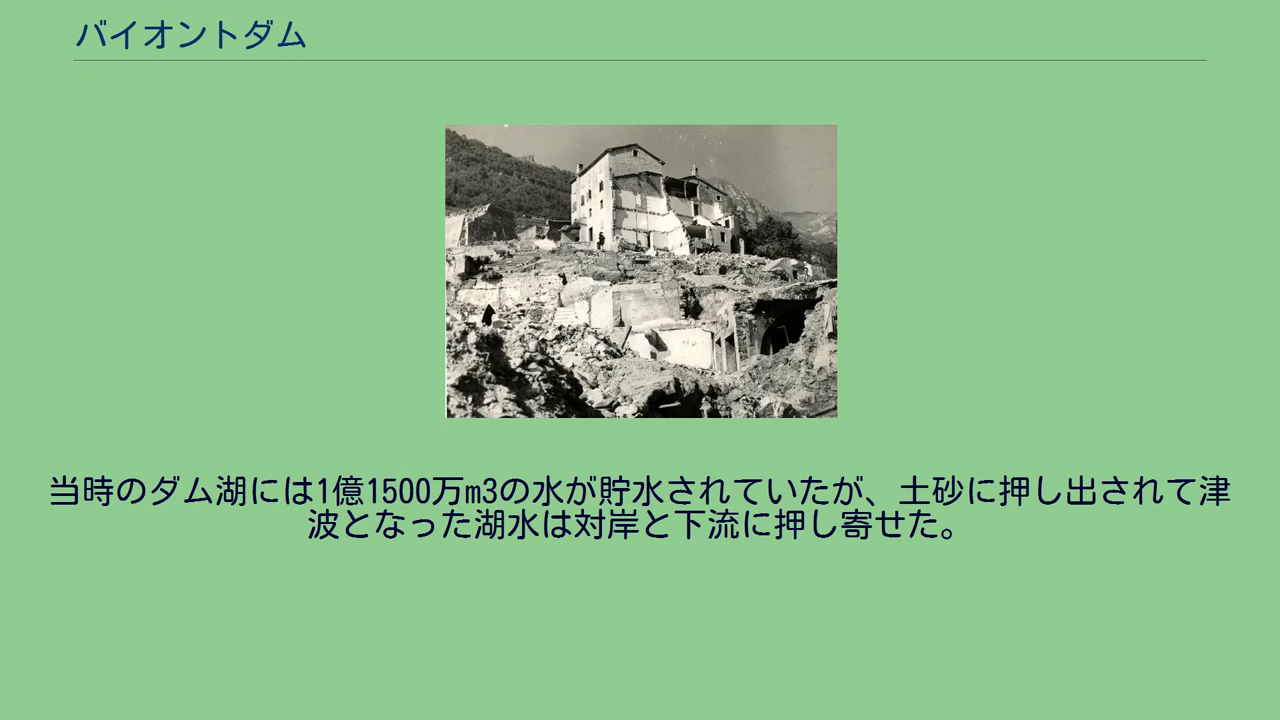 バイオントダム
当時のダム湖には1億1500万m3の水が貯水されていたが、土砂に押し出されて津
波となった湖水は対岸と下流に押し寄せた。